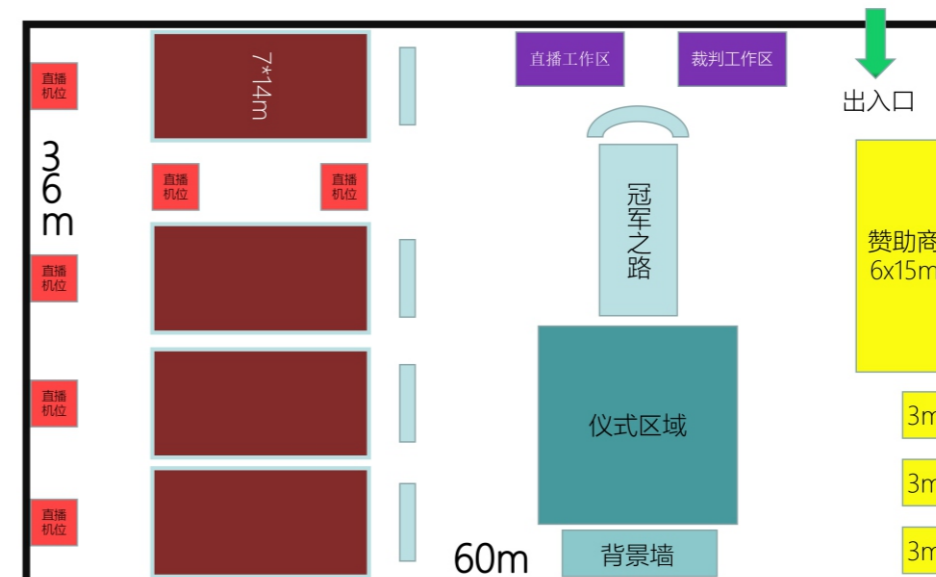 直播
机位
7*14m
直播工作区
裁判工作区
出入口
36m
直播
机位
直播
机位
冠军之路
赞助商
6x15m
直播
机位
直播
机位
仪式区域
3m
3m
直播
机位
3m
60m
背景墙